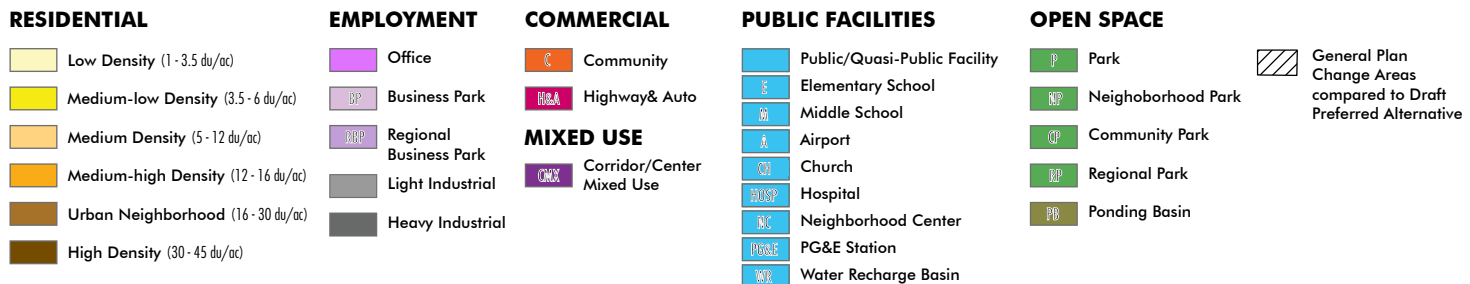 RESIDENTIAL
Low Density (1 - 3.5 du/ac)
Medium-low Density (3.5 - 6 du/ac)
Medium Density (5 - 12 du/ac)
Medium-high Density (12 - 16 du/ac)
Urban Neighborhood (16 - 30 du/ac)
High Density (30 - 45 du/ac)
EMPLOYMENT
Office
BP Business Park
RBP Regional
Business Park
Light Industrial
Heavy Industrial
COMMERCIAL
C Community
H&A Highway& Auto
MIXED USE
CMX Corridor/Center
Mixed Use
PUBLIC FACILITIES
Public/Quasi-Public Facility
E Elementary School
M Middle School
A Airport
CH Church
HOSP Hospital
NC Neighborhood Center
PG&E PG&E Station
WR Water Recharge Basin
OPEN SPACE
P Park
NP Neighoborhood Park
CP Community Park
RP Regional Park
PB Ponding Basin
General Plan
Change Areas
compared to Draft
Preferred Alternative